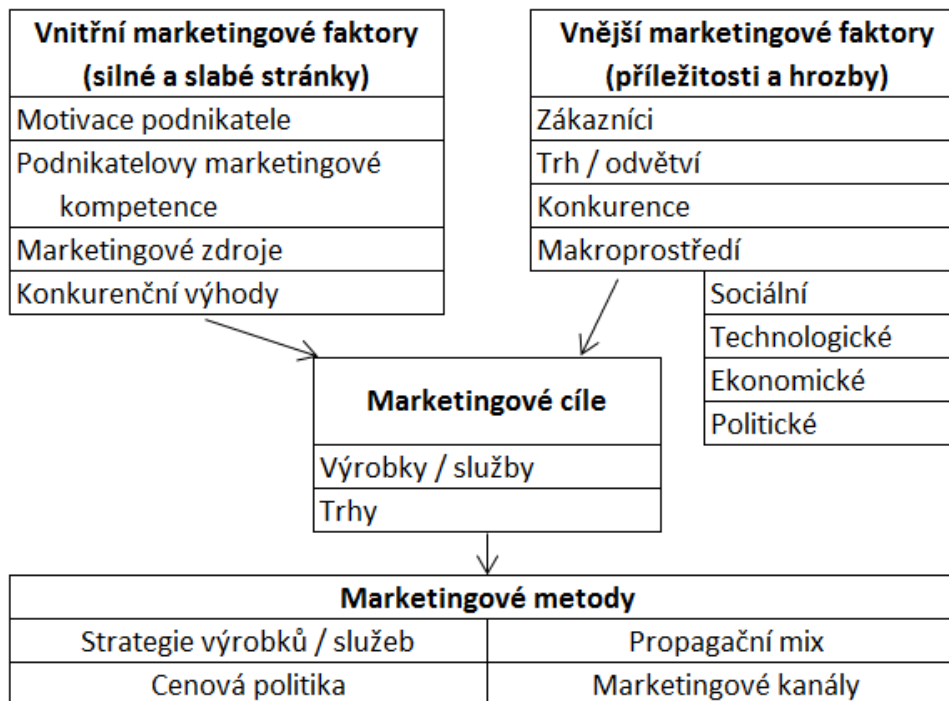 Vnitřní marketingové faktory
(silné a slabé stránky)
Motivace podnikatele
Podnikatelovy marketingové
kompetence
Marketingové zdroje
Konkurenční výhody
Vnější marketingové faktory
(příležitosti a hrozby)
Zákazníci
Trh / odvětví
Konkurence
Makroprostředí
Sociální
Technologické
Ekonomické
Politické
Marketingové cíle
Výrobky / služby
Trhy
Marketingové metody
Strategie výrobků / služeb
Propagační mix
Cenová politika
Marketingové kanály